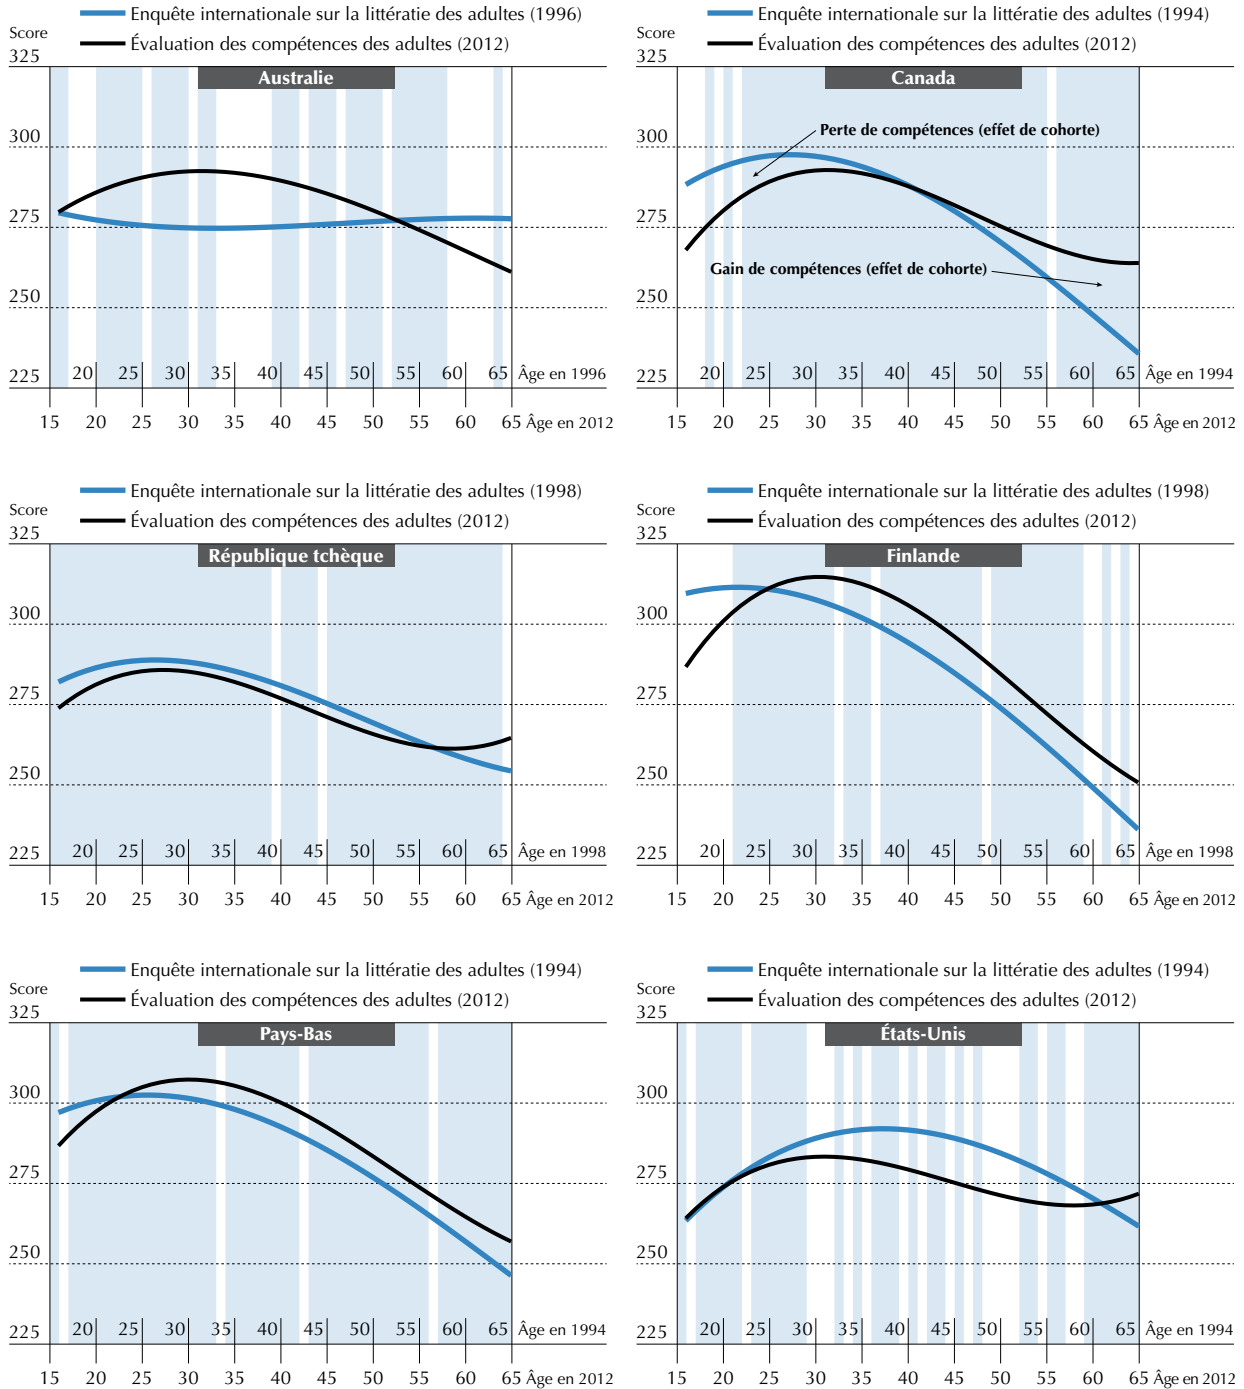 Enquête internationale sur la littératie des adultes (1996)
Évaluation des compétences des adultes (2012)
Score
325
Australie
300
275
250
225
20 25 30 35 40 45 50 55 60 65 Âge en 1996
15 20 25 30 35 40 45 50 55 60 65 Âge en 2012
Enquête internationale sur la littératie des adultes (1994)
Évaluation des compétences des adultes (2012)
Score
325
Canada
Perte de compétences (effet de cohorte)
Gain de compétences (effet de cohorte)
300
275
250
225
20 25 30 35 40 45 50 55 60 65 Âge en 1994
15 20 25 30 35 40 45 50 55 60 65 Âge en 2012
Enquête internationale sur la littératie des adultes (1998)
Évaluation des compétences des adultes (2012)
Score
325
République tchèque
300
275
250
225
20 25 30 35 40 45 50 55 60 65 Âge en 1998
15 20 25 30 35 40 45 50 55 60 65 Âge en 2012
Enquête internationale sur la littératie des adultes (1998)
Évaluation des compétences des adultes (2012)
Score
325
Finlande
300
275
250
225
20 25 30 35 40 45 50 55 60 65 Âge en 1998
15 20 25 30 35 40 45 50 55 60 65 Âge en 2012
Enquête internationale sur la littératie des adultes (1994)
Évaluation des compétences des adultes (2012)
Score
325
Pays-Bas
300
275
250
225
20 25 30 35 40 45 50 55 60 65 Âge en 1994
15 20 25 30 35 40 45 50 55 60 65 Âge en 2012
Enquête internationale sur la littératie des adultes (1994)
Évaluation des compétences des adultes (2012)
Score
325
États-Unis
300
275
250
225
20 25 30 35 40 45 50 55 60 65 Âge en 1994
15 20 25 30 35 40 45 50 55 60 65 Âge en 2012